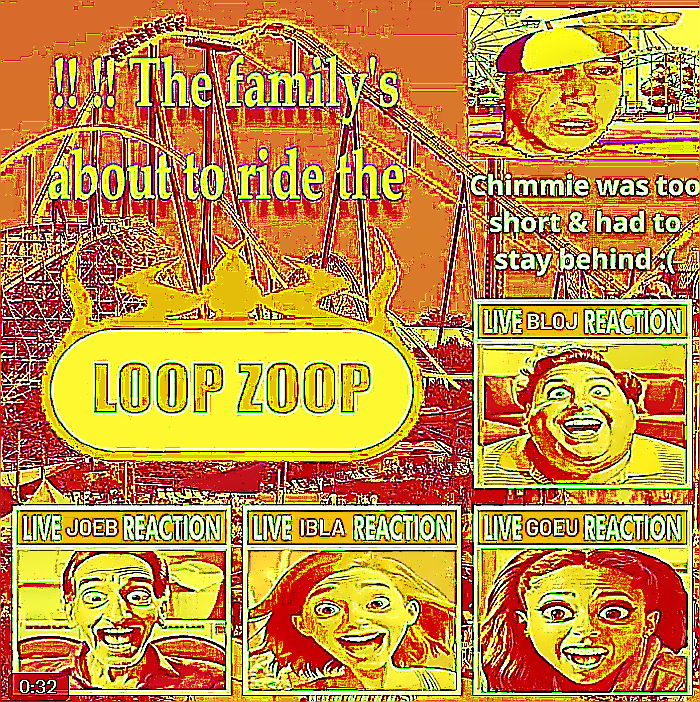 !! !! The family's
about to ride the
LOOP ZOOP
Chimmie was too
short & had to
stay behind :(
LIVE BLOJ REACTION
LIVE JOEB REACTION
LIVE IBLA REACTION
LIVE GOEU REACTION
0:32